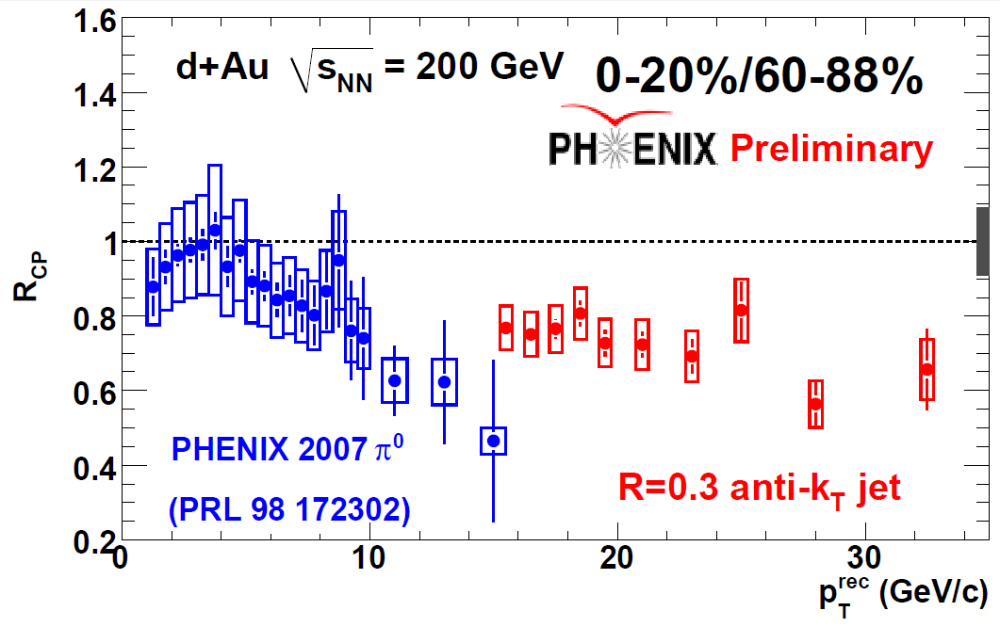 1.6
1.4
1.2
1
0.8
0.6
0.4
0.2
R_CP
d+Au √s_NN = 200 GeV
0-20%/60-88%
PHENIX Preliminary
PHENIX 2007 π⁰
(PRL 98 172302)
R=0.3 anti-k_T jet
0 10 20 30
p_T^rec (GeV/c)